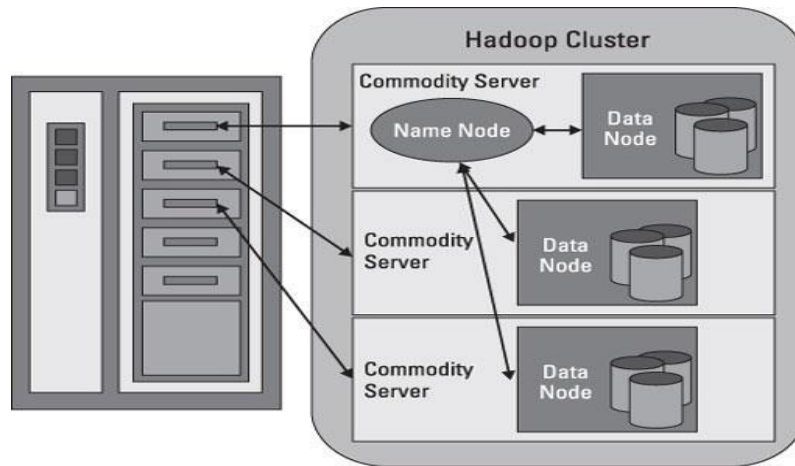 Hadoop Cluster
Commodity Server
Name Node
Data
Node
Commodity
Server
Data
Node
Commodity
Server
Data
Node